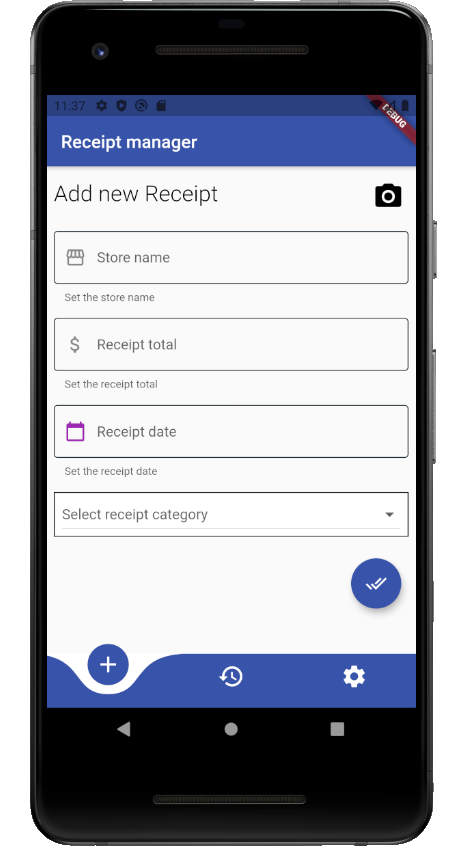 11:37
DEBUG
Receipt manager
Add new Receipt
Store name
Set the store name
$ Receipt total
Set the receipt total
Receipt date
Set the receipt date
Select receipt category